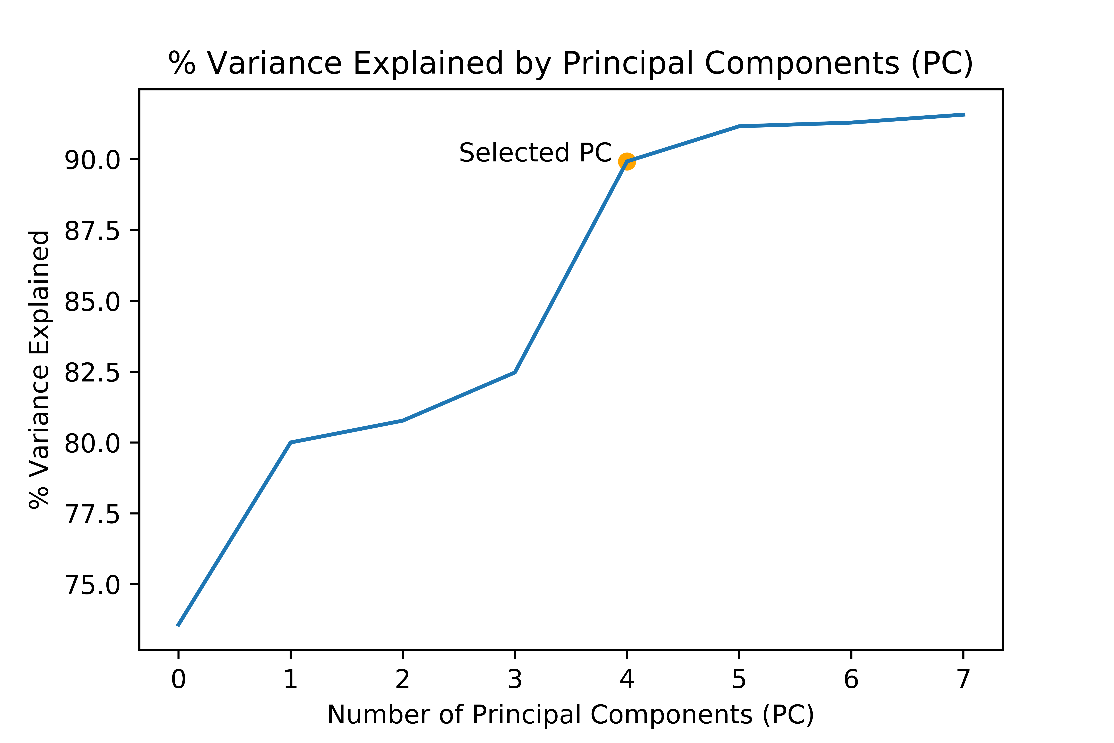 % Variance Explained by Principal Components (PC)
Selected PC
% Variance Explained
90.0
87.5
85.0
82.5
80.0
77.5
75.0
0 1 2 3 4 5 6 7
Number of Principal Components (PC)